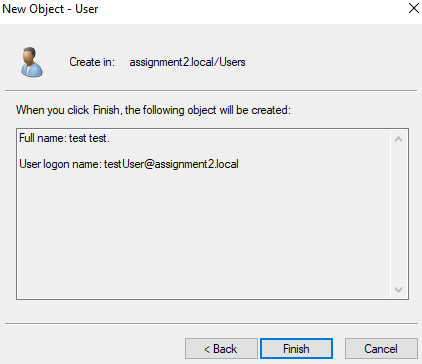 New Object - User
Create in: assignment2.local/Users
When you click Finish, the following object will be created:
Full name: test test.
User logon name: testUser@assignment2.local
< Back
Finish
Cancel